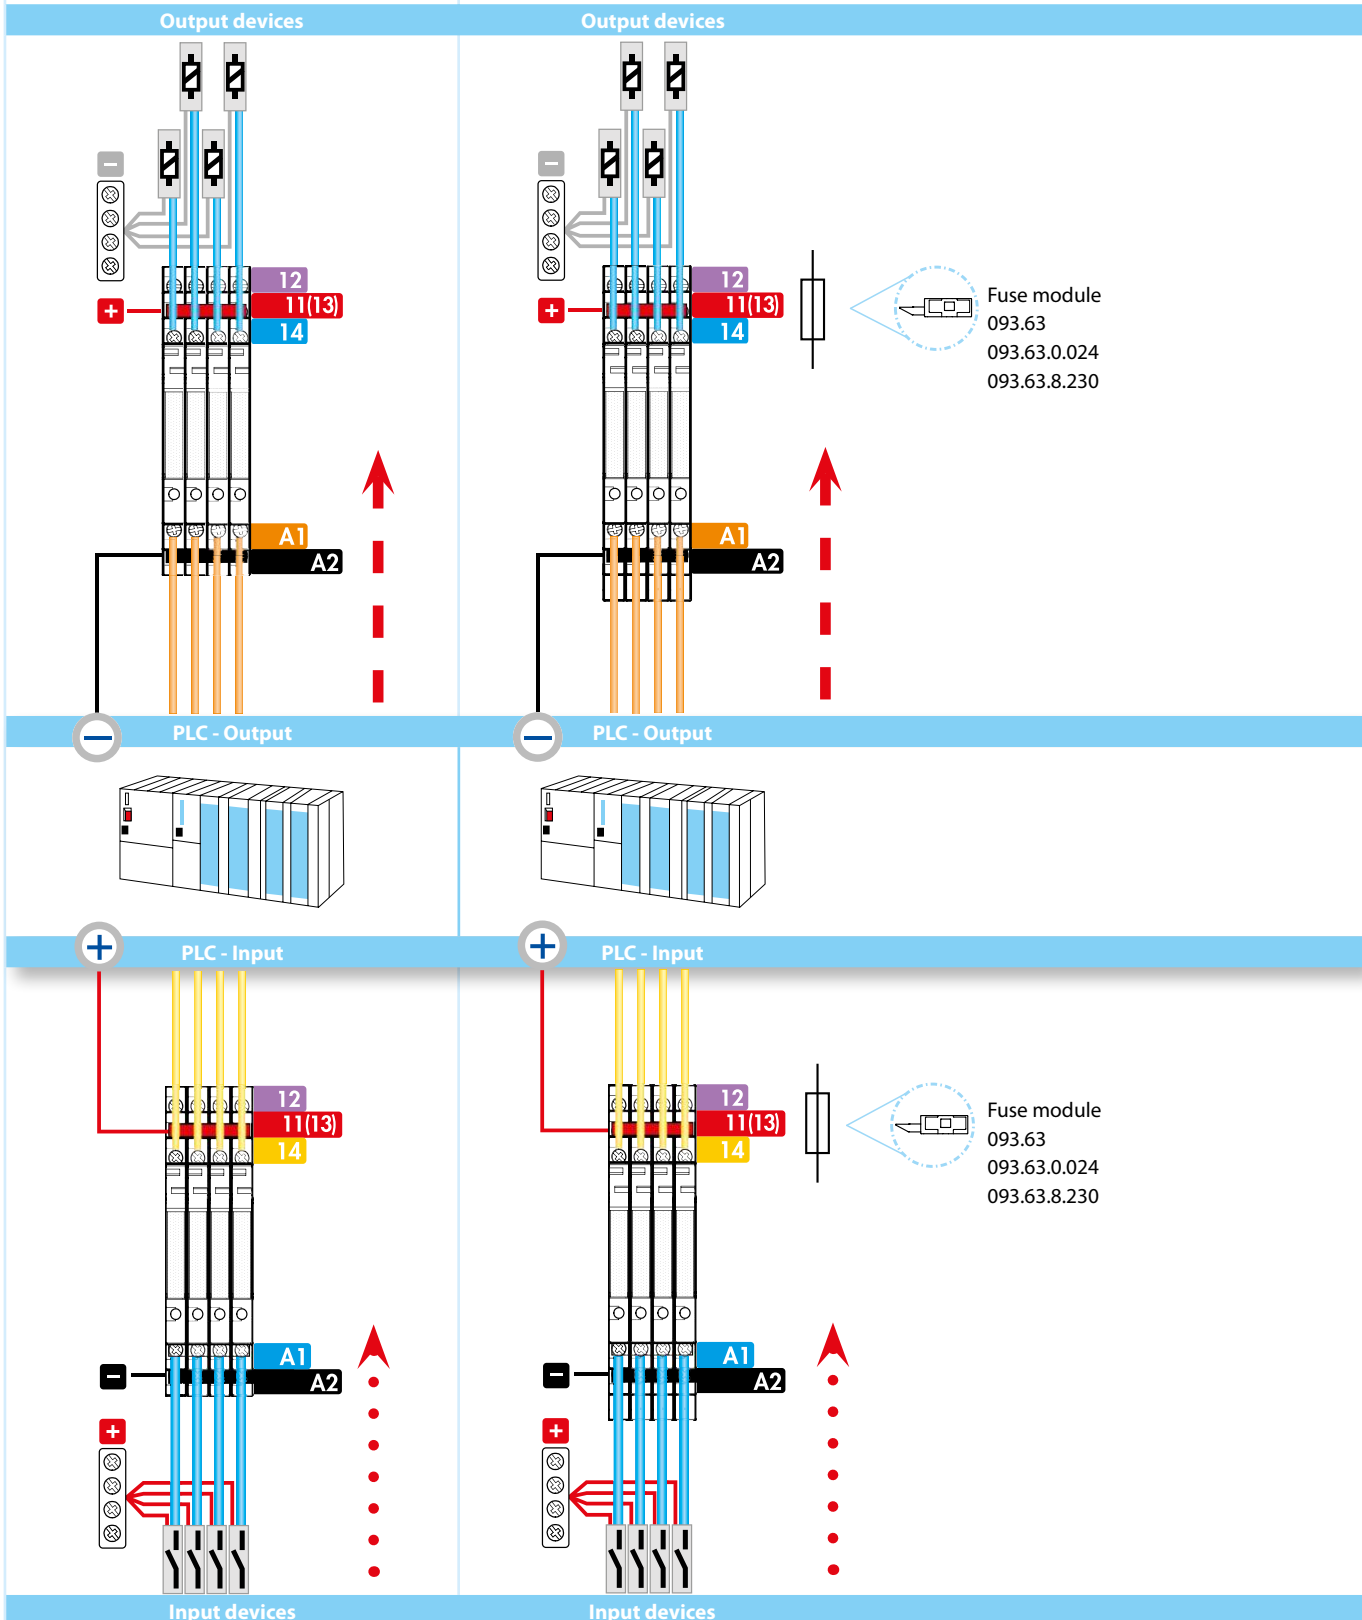 Output devices
Output devices
−
−
12
11(13)
14
+
12
11(13)
14
+
Fuse module
093.63
093.63.0.024
093.63.8.230
A1
A2
A1
A2
−
PLC - Output
−
PLC - Output
+
PLC - Input
+
PLC - Input
12
11(13)
14
12
11(13)
14
Fuse module
093.63
093.63.0.024
093.63.8.230
A1
A2
−
A1
A2
−
+
+
Input devices
Input devices